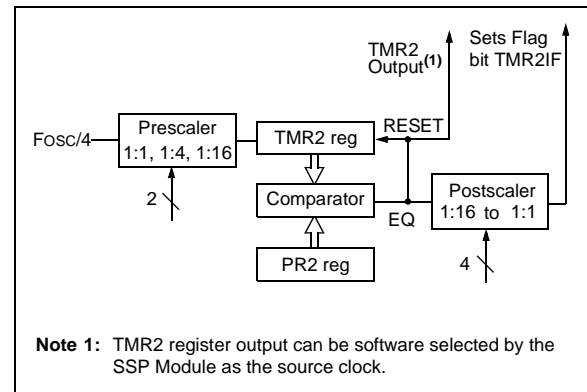 TMR2
Output(1)
Sets Flag
bit TMR2IF
FOSC/4
Prescaler
1:1, 1:4, 1:16
2
TMR2 reg
RESET
Comparator
EQ
Postscaler
1:16 to 1:1
4
PR2 reg
Note 1: TMR2 register output can be software selected by the
SSP Module as the source clock.